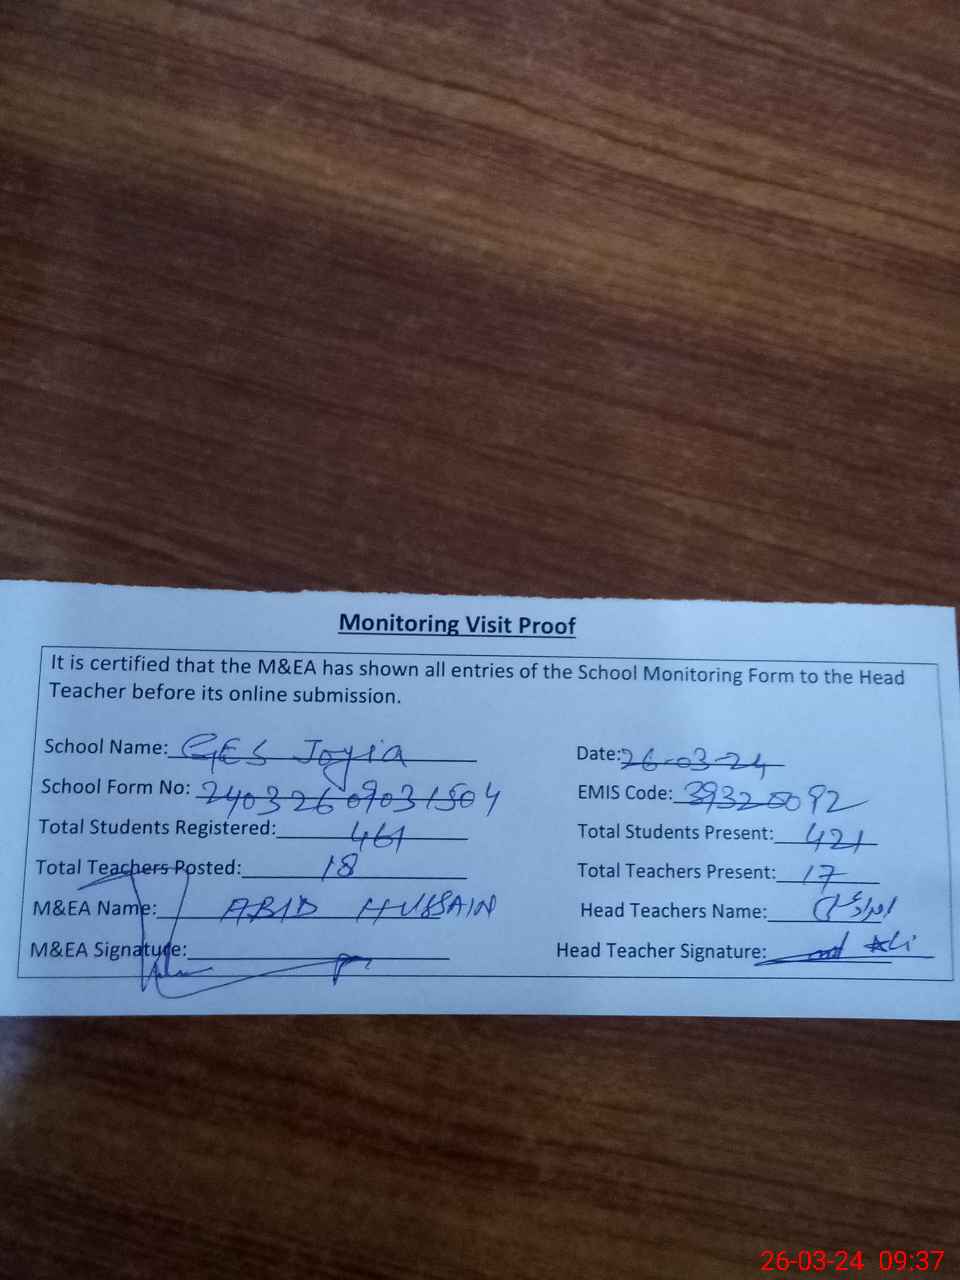 Monitoring Visit Proof
It is certified that the M&EA has shown all entries of the School Monitoring Form to the Head
Teacher before its online submission.
School Name: GES Joyia Date: 26-03-24
School Form No: 24032609031504 EMIS Code: 39320092
Total Students Registered: 461 Total Students Present: 421
Total Teachers Posted: 18 Total Teachers Present: 17
M&EA Name: ABID HUSSAIN Head Teachers Name:
M&EA Signature: Head Teacher Signature: Ali
26-03-24 09:37